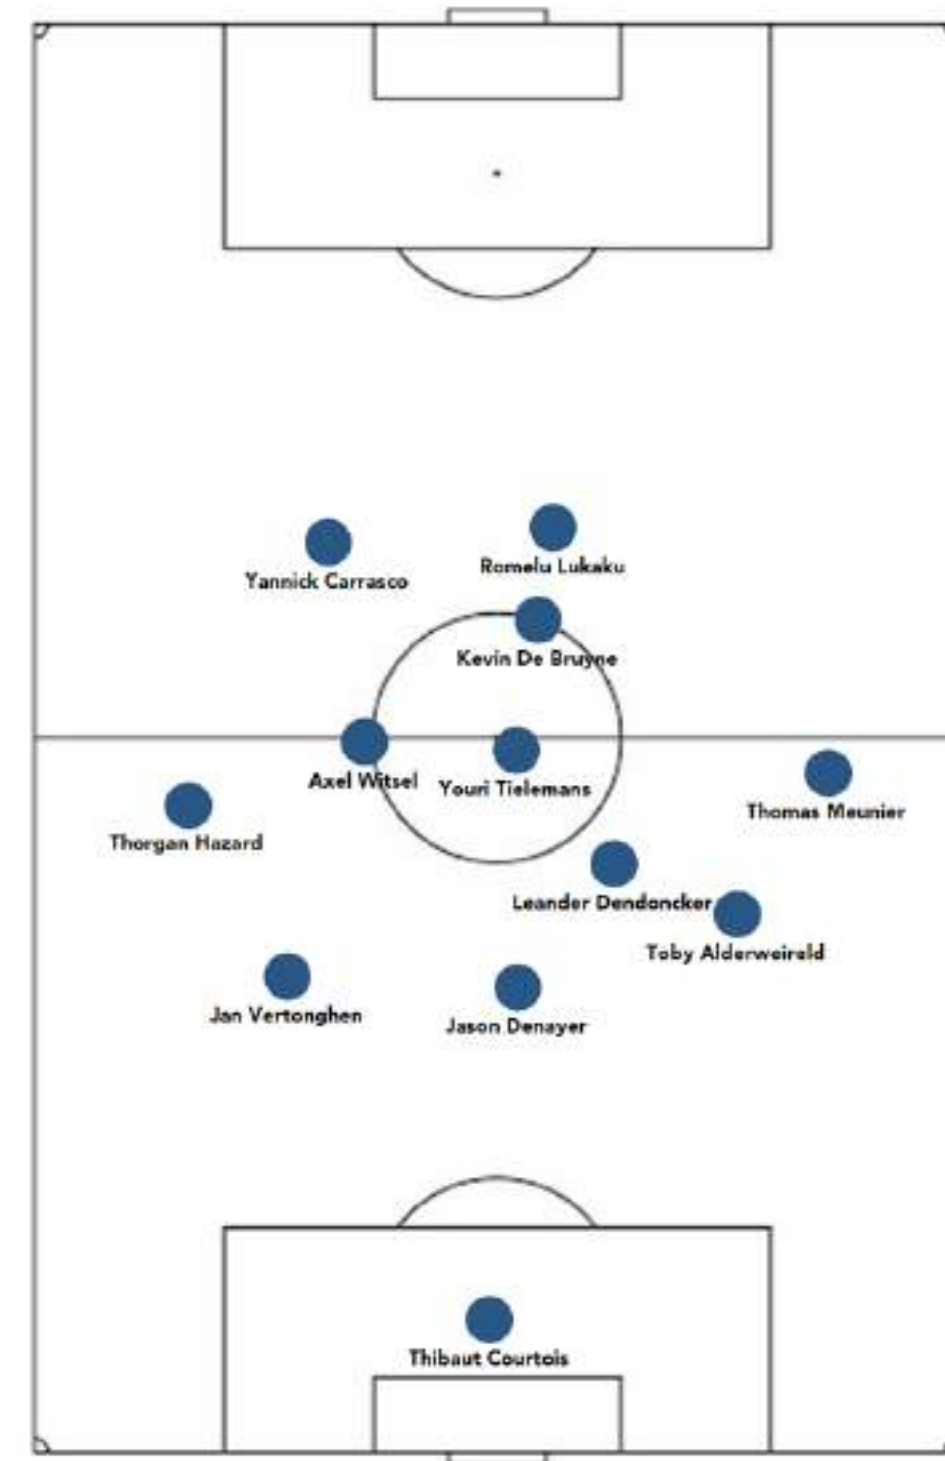 Romelu Lukaku
Yannick Carrasco
Kevin De Bruyne
Axel Witsel
Youri Tielemans
Thomas Meunier
Thorgan Hazard
Leander Dendoncker
Toby Alderweireld
Jan Vertonghen
Jason Denayer
Thibaut Courtois